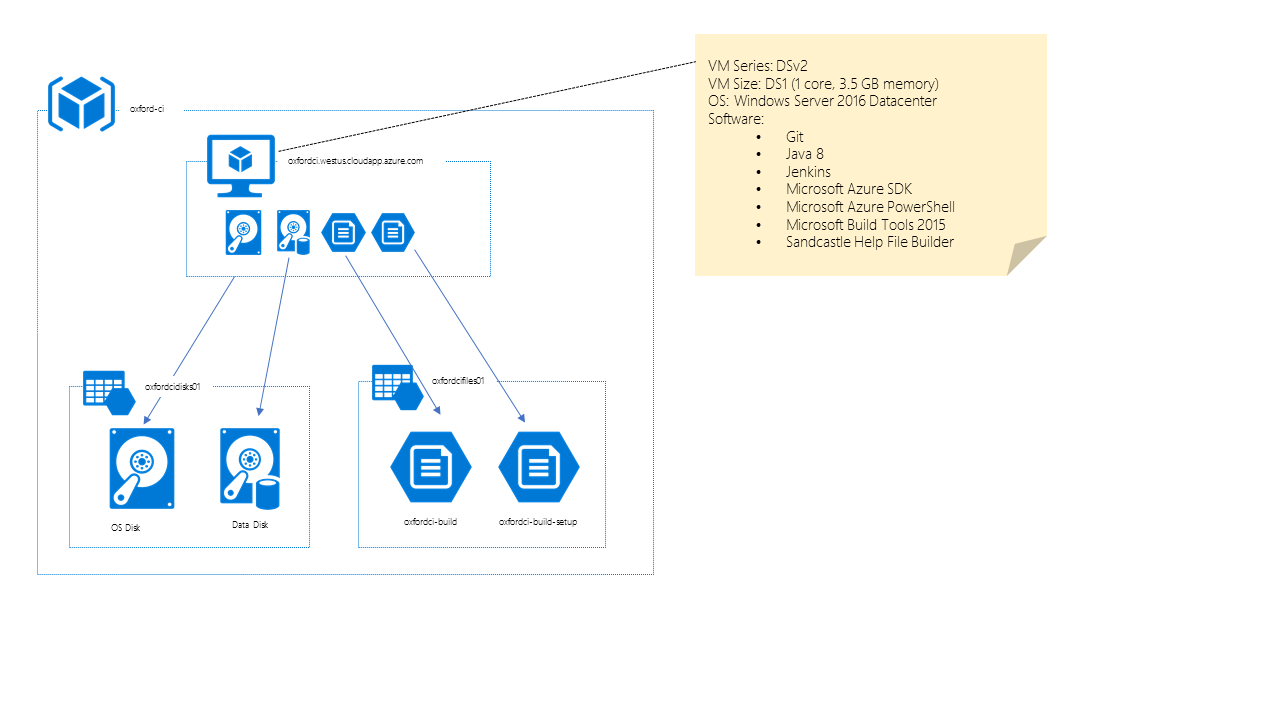 VM Series: DSv2
VM Size: DS1 (1 core, 3.5 GB memory)
OS: Windows Server 2016 Datacenter
Software:
• Git
• Java 8
• Jenkins
• Microsoft Azure SDK
• Microsoft Azure PowerShell
• Microsoft Build Tools 2015
• Sandcastle Help File Builder
oxford-ci
oxfordci.westus.cloudapp.azure.com
oxfordcidisks01
oxfordcifiles01
OS Disk
Data Disk
oxfordci-build
oxfordci-build-setup